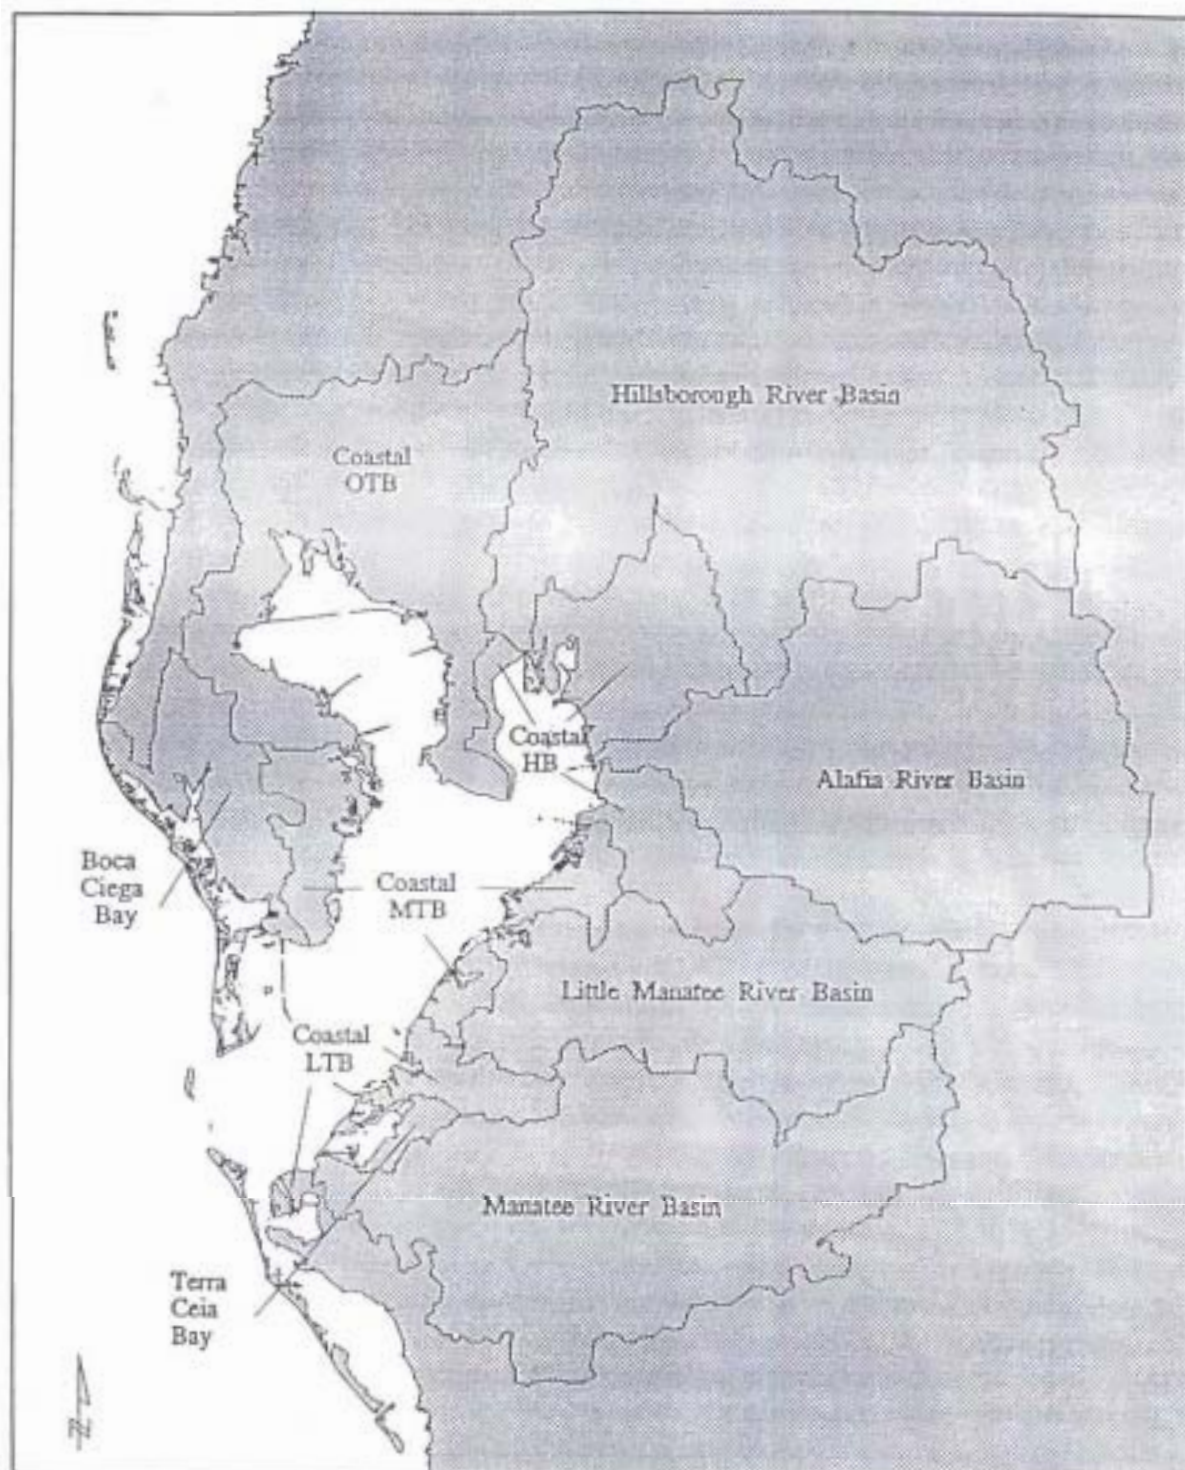 Hillsborough River Basin
Coastal
OTB
Coastal
HB
Alafia River Basin
Boca
Ciega
Bay
Coastal
MTB
Little Manatee River Basin
Coastal
LTB
Manatee River Basin
Terra
Ceia
Bay